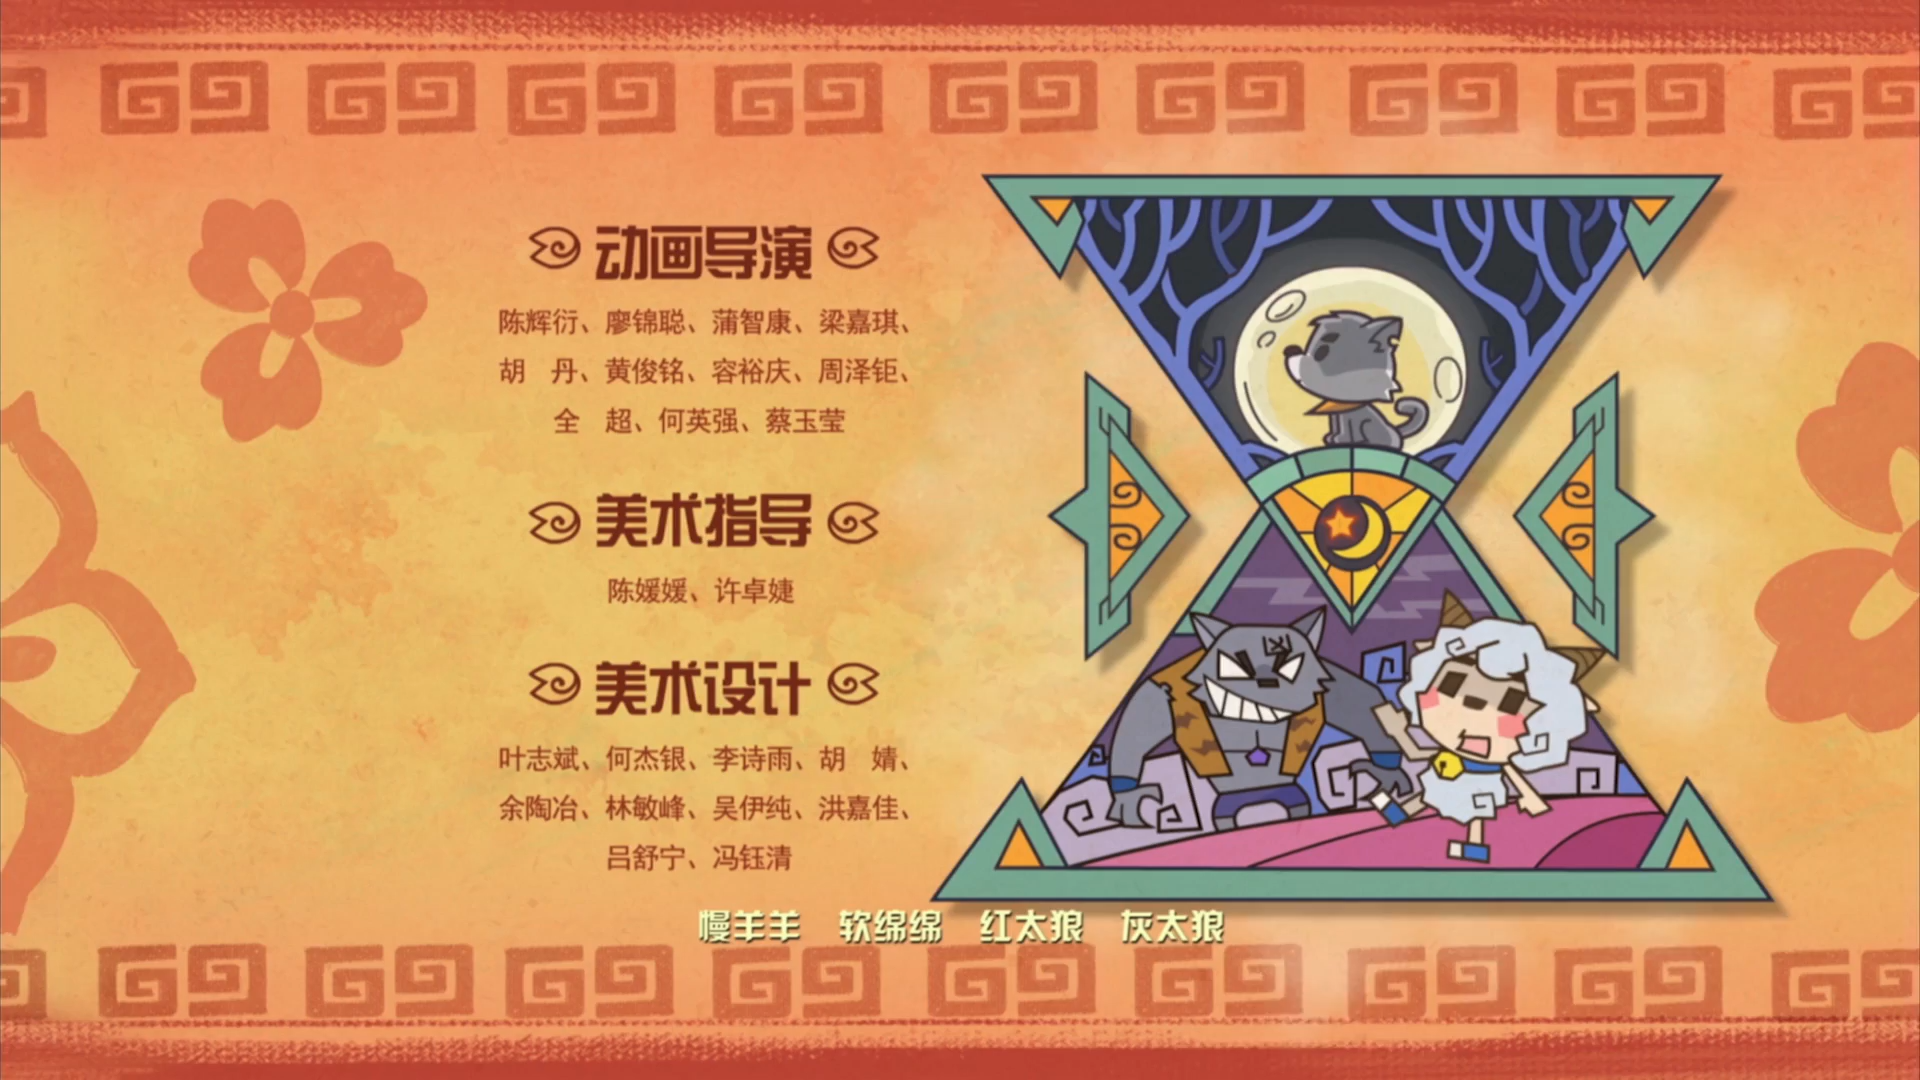 动画导演
陈辉衍、廖锦聪、蒲智康、梁嘉琪、
胡　丹、黄俊铭、容裕庆、周泽钜、
全　超、何英强、蔡玉莹
美术指导
陈媛媛、许卓婕
美术设计
叶志斌、何杰银、李诗雨、胡　婧、
余陶冶、林敏峰、吴伊纯、洪嘉佳、
吕舒宁、冯钰清
慢羊羊　软绵绵　红太狼　灰太狼